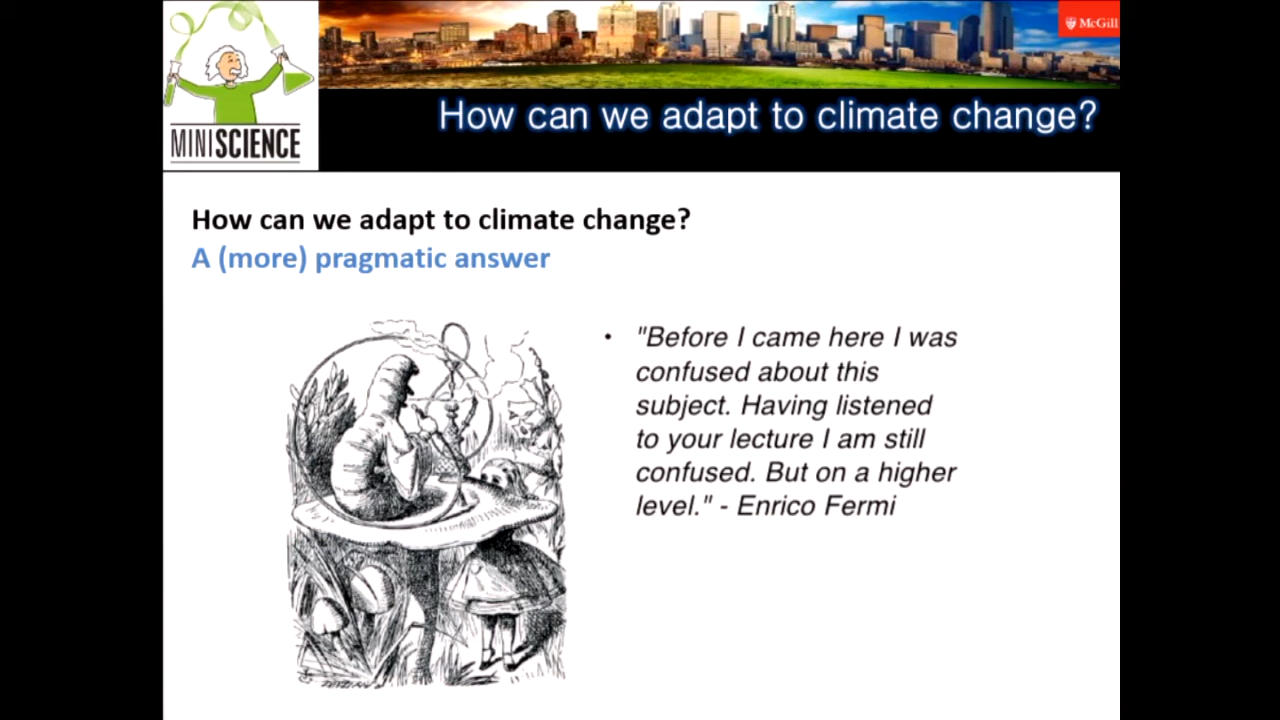 McGill
How can we adapt to climate change?
MINISCIENCE
How can we adapt to climate change?
A (more) pragmatic answer
• "Before I came here I was
confused about this
subject. Having listened
to your lecture I am still
confused. But on a higher
level." - Enrico Fermi